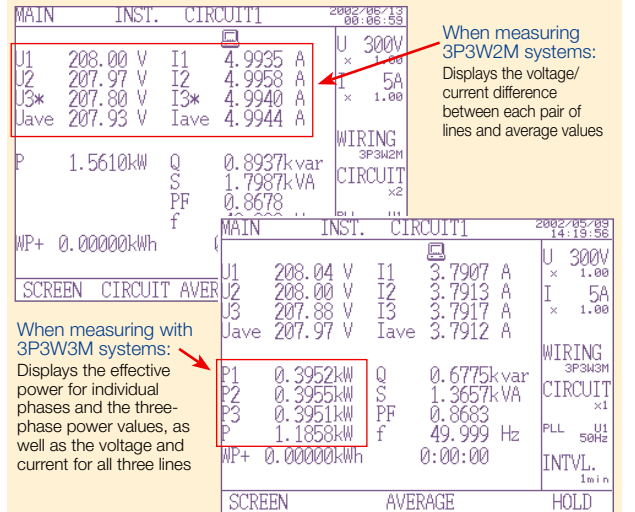 MAIN INST. CIRCUIT1 2002/06/13
00:06:59
U1 208.00 V I1 4.9935 A
U2 207.97 V I2 4.9958 A
U3* 207.80 V I3* 4.9940 A
Uave 207.93 V Iave 4.9944 A
U 300V
× 1.00
I 5A
× 1.00
WIRING
3P3W2M
CIRCUIT
×2
P 1.5610kW Q 0.8937kvar
S 1.7987kVA
PF 0.8678
f
WP+ 0.00000kWh
SCREEN CIRCUIT AVER
When measuring
3P3W2M systems:
Displays the voltage/
current difference
between each pair of
lines and average values
MAIN INST. CIRCUIT1 2002/05/09
14:19:56
U1 208.04 V I1 3.7907 A
U2 208.00 V I2 3.7913 A
U3 207.88 V I3 3.7917 A
Uave 207.97 V Iave 3.7912 A
P1 0.3952kW Q 0.6775kvar
P2 0.3955kW S 1.3657kVA
P3 0.3951kW PF 0.8683
P 1.1858kW f 49.999 Hz
WP+ 0.00000kWh 0:00:00
U 300V
× 1.00
I 5A
× 1.00
WIRING
3P3W3M
CIRCUIT
×1
PLL U1
50Hz
INTVL.
1min
SCREEN AVERAGE HOLD
When measuring with
3P3W3M systems:
Displays the effective
power for individual
phases and the three-
phase power values, as
well as the voltage and
current for all three lines